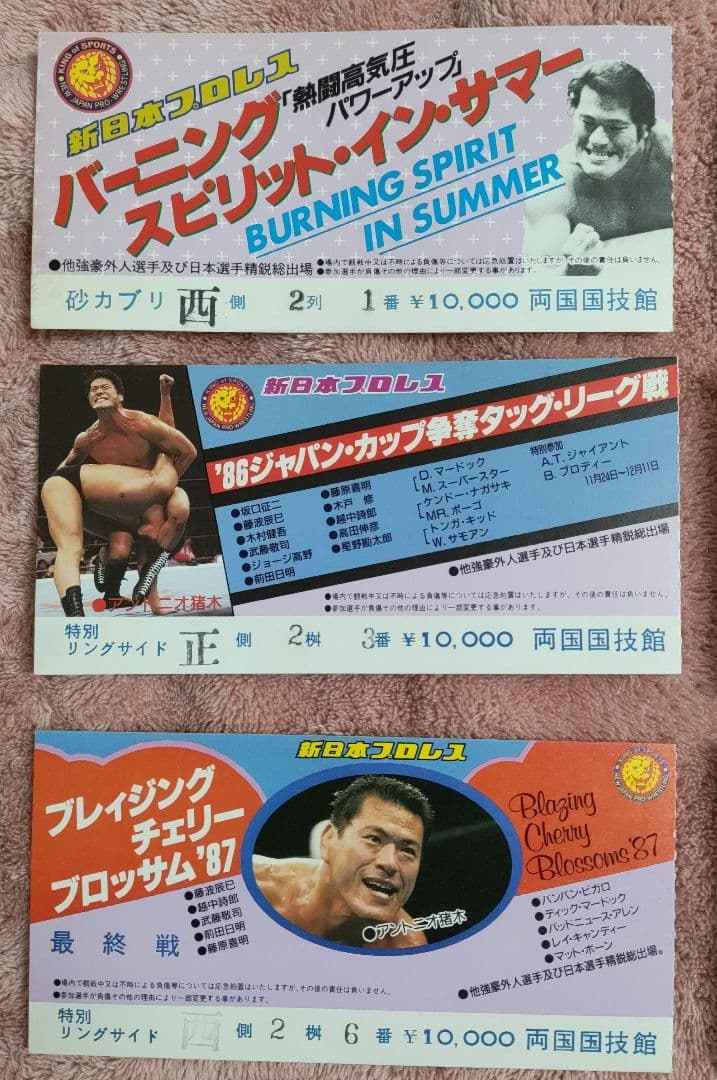 KING of SPORTS
NEW JAPAN PRO-WRESTLING
新日本プロレス
「熱闘高気圧
パワーアップ」
バーニング
スピリット・イン・サマー
BURNING SPIRIT
IN SUMMER
●他強豪外人選手及び日本選手精鋭総出場
●場内で観戦中又は不時による負傷等については応急処置はいたしますが、その後の責任は負いません。
●参加選手が負傷その他の理由により一部変更する事があります。
砂カブリ 西 側 2列 1番 ¥10,000 両国国技館
KING of SPORTS
NEW JAPAN PRO-WRESTLING
新日本プロレス
'86ジャパン・カップ争奪タッグ・リーグ戦
●坂口征二
●藤波辰巳
●木村健吾
●武藤敬司
●ジョージ高野
●前田日明
●藤原喜明
●木戸 修
●越中詩郎
●高田伸彦
●星野勘太郎
D. マードック
M. スーパースター
ケンドー・ナガサキ
MR. ポーゴ
トンガ・キッド
W. サモアン
特別参加
A.T. ジャイアント
B. ブロディー
11月24日〜12月11日
●他強豪外人選手及び日本選手精鋭総出場
●アントニオ猪木
●場内で観戦中又は不時による負傷等については応急処置はいたしますが、その後の責任は負いません。
●参加選手が負傷その他の理由により一部変更する事があります。
特別
リングサイド 正 側 2桝 3番 ¥10,000 両国国技館
新日本プロレス
KING of SPORTS
NEW JAPAN PRO-WRESTLING
ブレイジング
チェリー
ブロッサム'87
Blazing
Cherry
Blossoms'87
最終戦
●藤波辰巳
●越中詩郎
●武藤敬司
●前田日明
●藤原喜明
●アントニオ猪木
●バンバン・ビガロ
●ディック・マードック
●バッドニュース・アレン
●レイ・キャンディー
●マット・ボーン
●他強豪外人選手及び日本選手精鋭総出場。
●場内で観戦中又は不時による負傷等については応急処置はいたしますが、その後の責任は負いません。
●参加選手が負傷その他の理由により一部変更する事があります。
特別
リングサイド 西 側 2桝 6番 ¥10,000 両国国技館